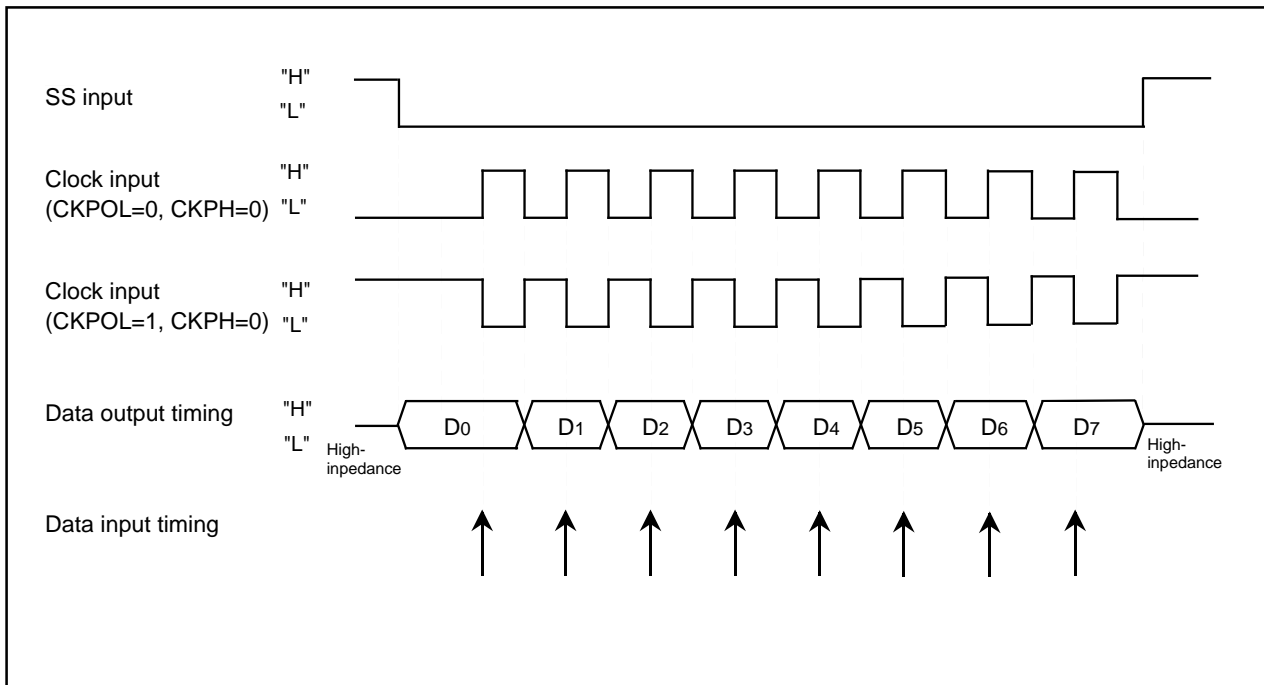 SS input
"H"
"L"
Clock input
(CKPOL=0, CKPH=0)
"H"
"L"
Clock input
(CKPOL=1, CKPH=0)
"H"
"L"
Data output timing
"H"
"L"
High-
inpedance
D0 D1 D2 D3 D4 D5 D6 D7
High-
inpedance
Data input timing